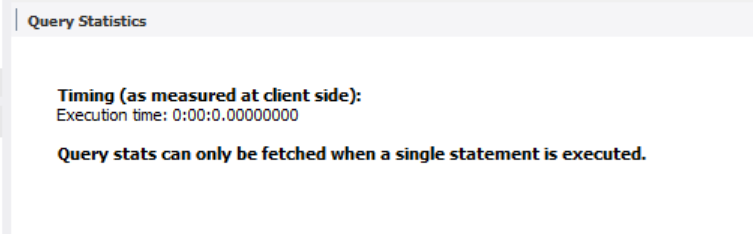 Query Statistics
Timing (as measured at client side):
Execution time: 0:00:0.00000000
Query stats can only be fetched when a single statement is executed.